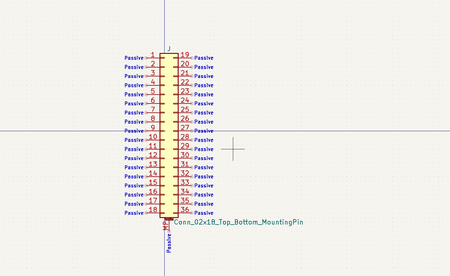 J
Passive 1 19 Passive
Passive 2 20 Passive
Passive 3 21 Passive
Passive 4 22 Passive
Passive 5 23 Passive
Passive 6 24 Passive
Passive 7 25 Passive
Passive 8 26 Passive
Passive 9 27 Passive
Passive 10 28 Passive
Passive 11 29 Passive
Passive 12 30 Passive
Passive 13 31 Passive
Passive 14 32 Passive
Passive 15 33 Passive
Passive 16 34 Passive
Passive 17 35 Passive
Passive 18 36 Passive
Conn_02x18_Top_Bottom_MountingPin
MP
Passive